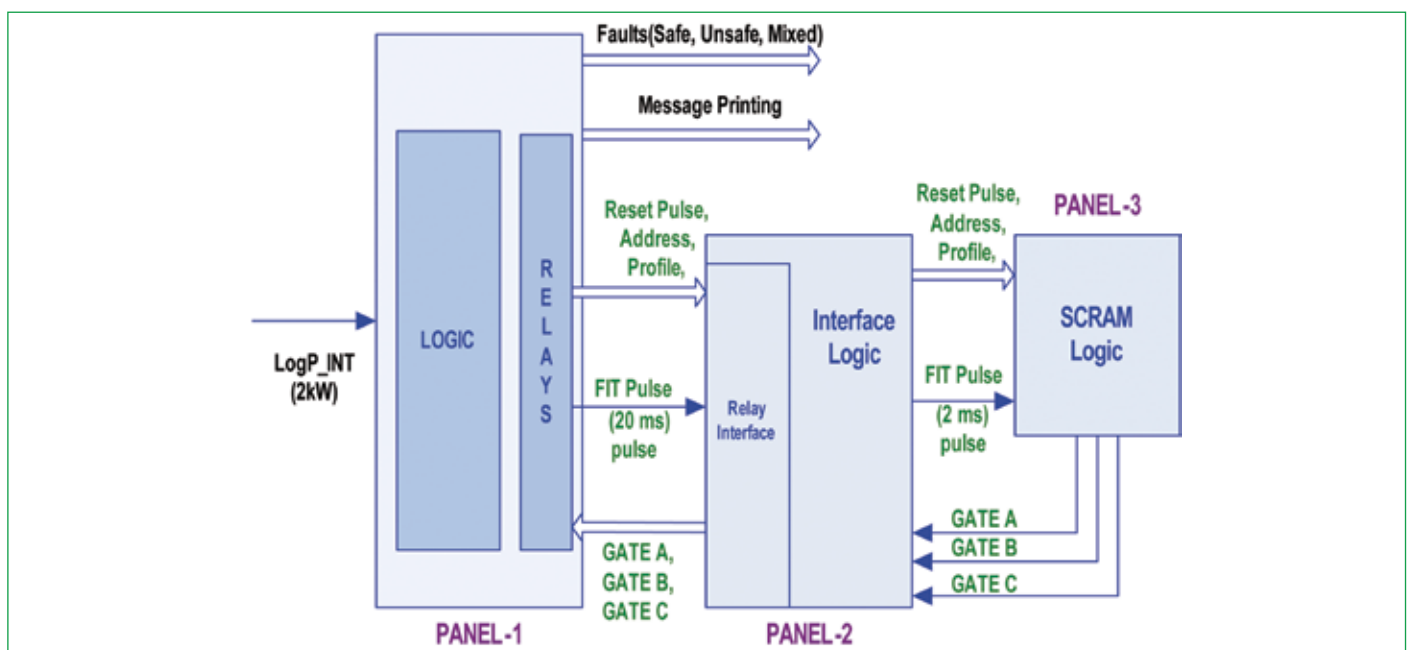 Faults(Safe, Unsafe, Mixed)
Message Printing
LOGIC
R
E
L
A
Y
S
LogP_INT
(2kW)
Reset Pulse,
Address,
Profile,
FIT Pulse
(20 ms)
pulse
GATE A,
GATE B,
GATE C
PANEL-1
Relay
Interface
Interface
Logic
PANEL-2
Reset Pulse,
Address,
Profile,
FIT Pulse
(2 ms)
pulse
PANEL-3
SCRAM
Logic
GATE A
GATE B
GATE C